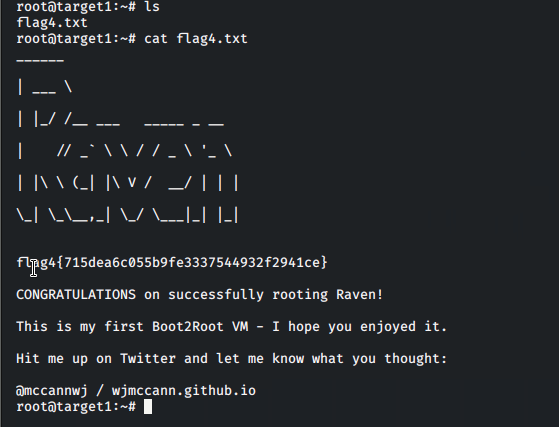 root@target1:~# ls
flag4.txt
root@target1:~# cat flag4.txt
______
| ___ \
| |_/ /__ ___   _____ _ __
|    // _` \ \ / / _ \ '_ \
| |\ \ (_| |\ V /  __/ | | |
\_| \_\__,_| \_/ \___|_| |_|
flag4{715dea6c055b9fe3337544932f2941ce}
CONGRATULATIONS on successfully rooting Raven!
This is my first Boot2Root VM - I hope you enjoyed it.
Hit me up on Twitter and let me know what you thought:
@mccannwj / wjmccann.github.io
root@target1:~#